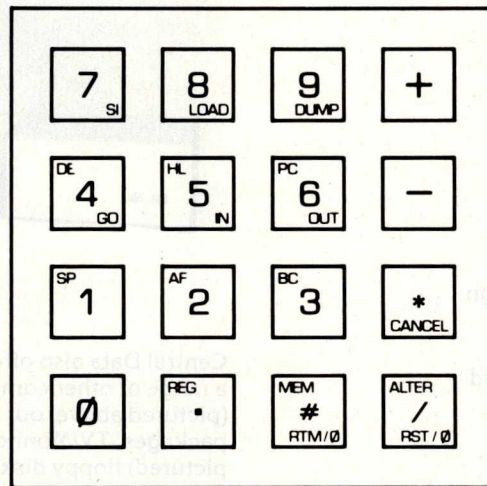 7 SI
8 LOAD
9 DUMP
+
DE 4 GO
HL 5 IN
PC 6 OUT
-
SP 1
AF 2
BC 3
* CANCEL
Ø
REG .
MEM # RTM/Ø
ALTER / RST/Ø